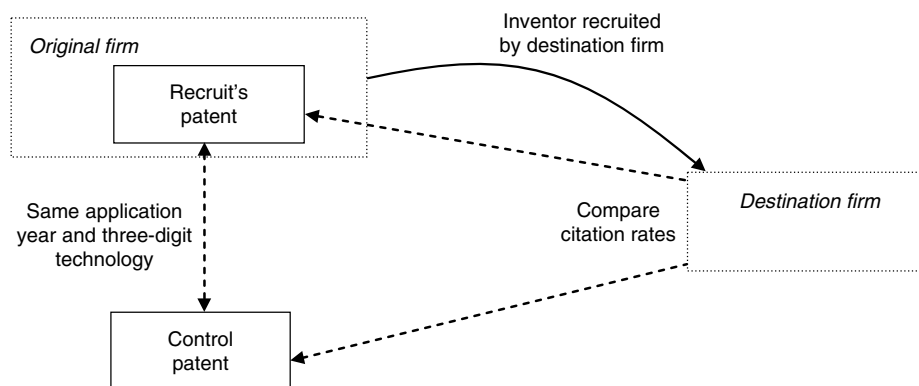 Original firm
Inventor recruited
by destination firm
Recruit's
patent
Same application
year and three-digit
technology
Compare
citation rates
Destination firm
Control
patent